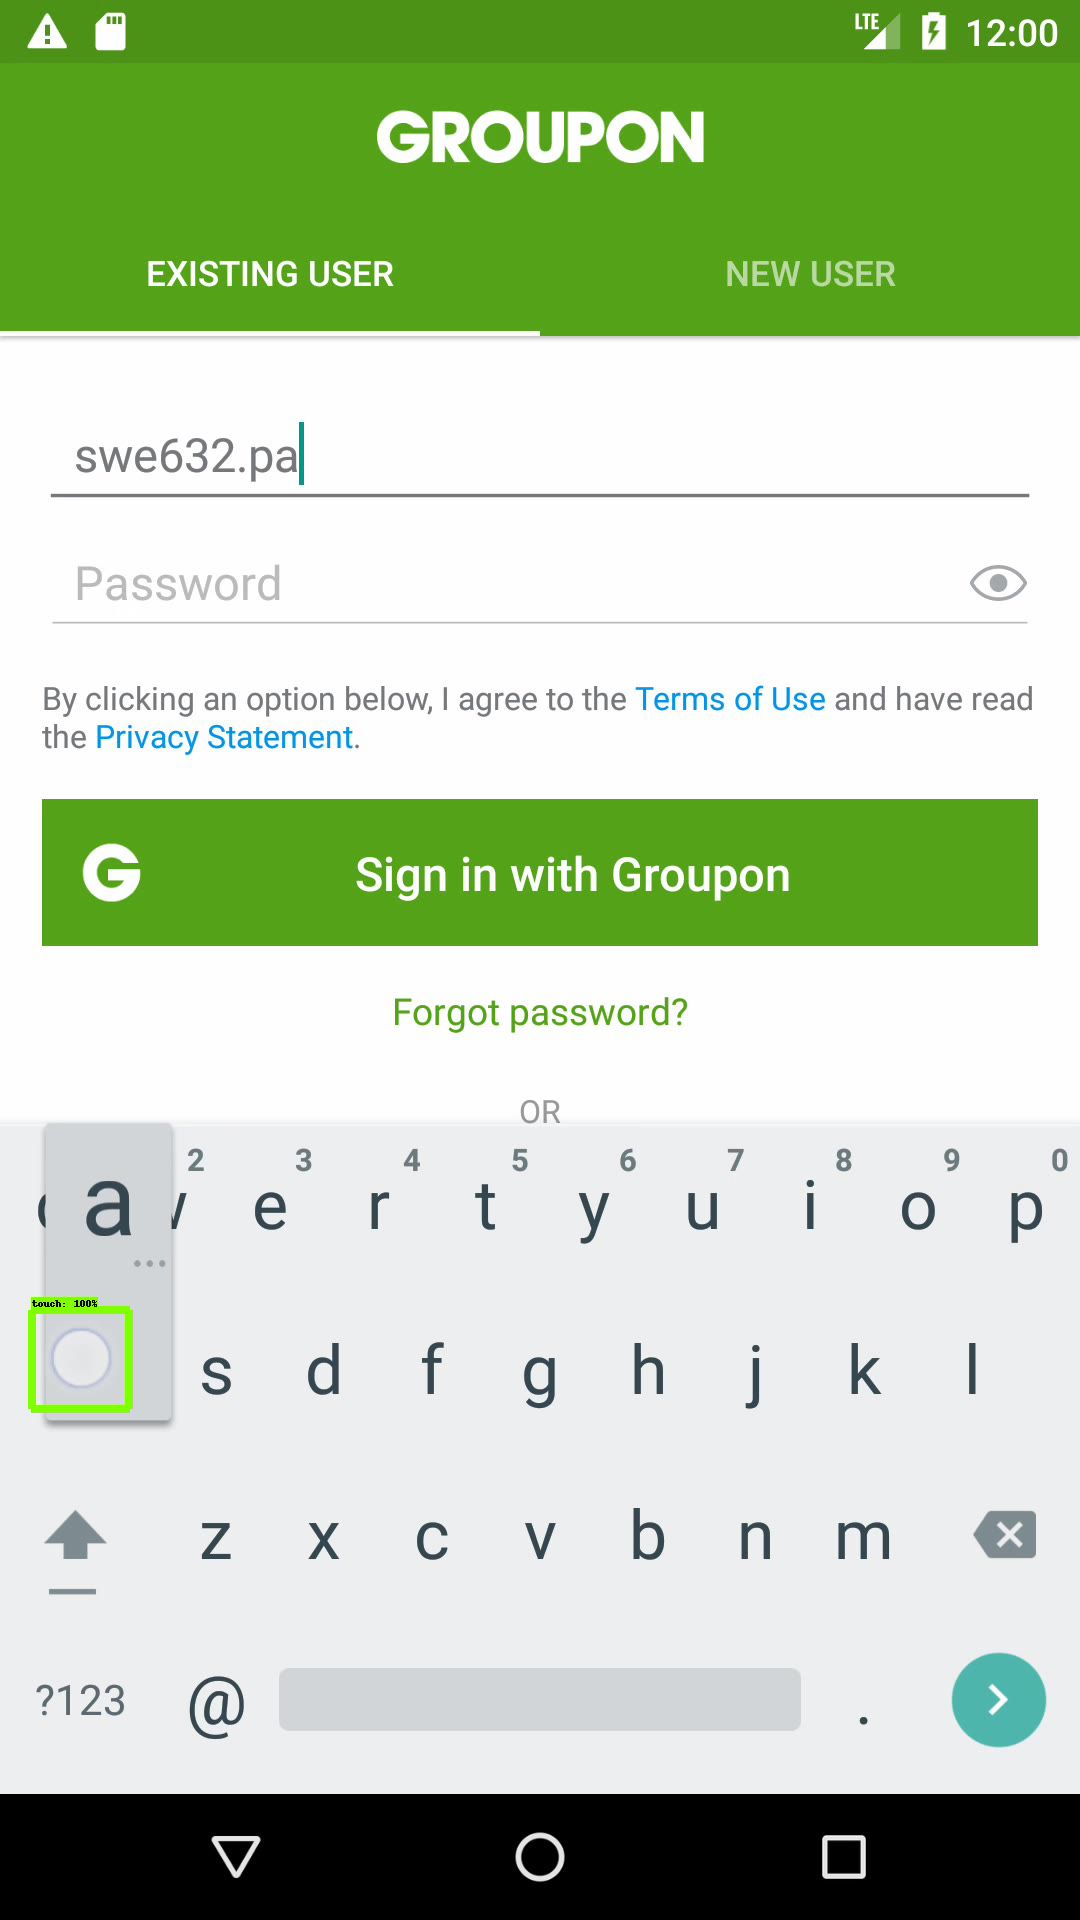 LTE 12:00
GROUPON
EXISTING USER NEW USER
swe632.pa
Password
By clicking an option below, I agree to the Terms of Use and have read
the Privacy Statement.
G Sign in with Groupon
Forgot password?
OR
2 3 4 5 6 7 8 9 0
a e r t y u i o p
touch: 100%
s d f g h j k l
z x c v b n m
?123 @ .